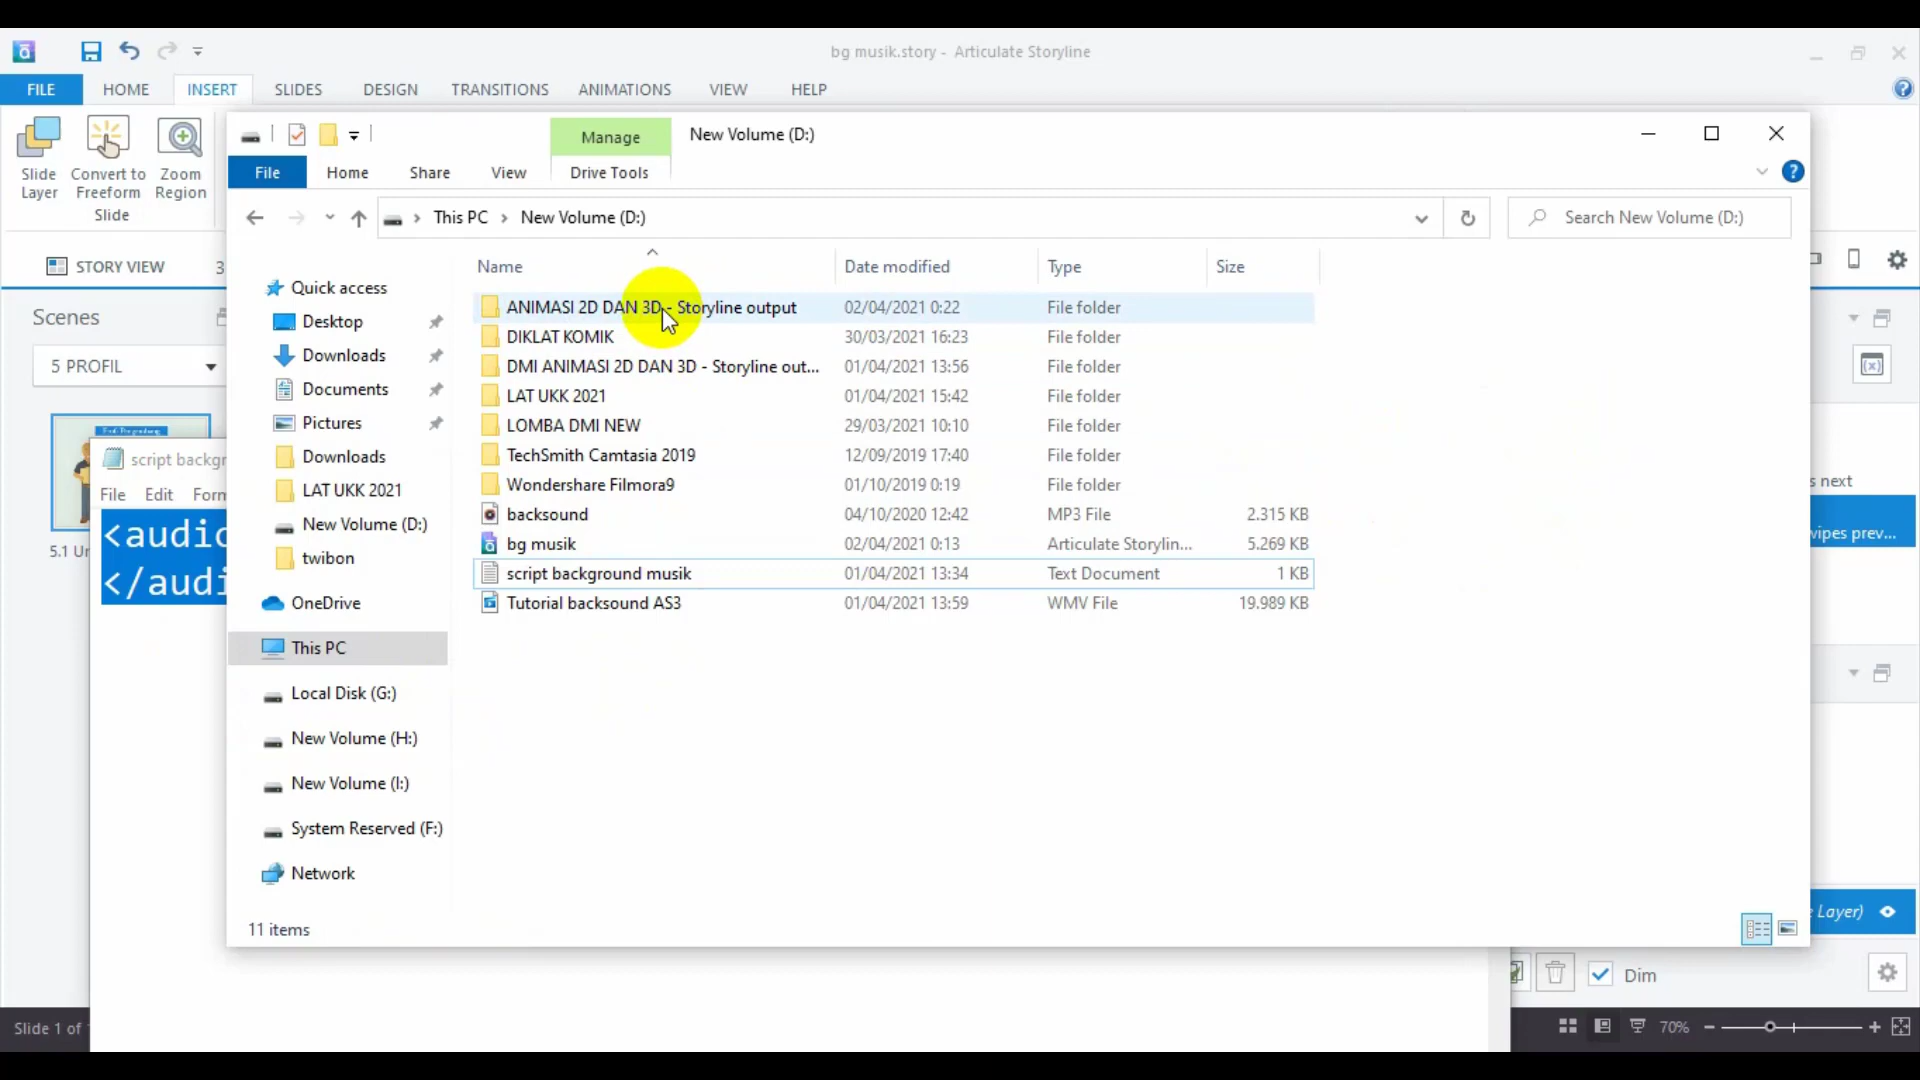 bg musik.story - Articulate Storyline
FILE HOME INSERT SLIDES DESIGN TRANSITIONS ANIMATIONS VIEW HELP
Slide Layer
Convert to Freeform
Zoom Region
Slide
Manage
New Volume (D:)
File Home Share View Drive Tools
This PC New Volume (D:)
Search New Volume (D:)
STORY VIEW 3
Scenes
5 PROFIL
5.1 Un
script backgr
File Edit Form
<audio
</audi
Quick access
Desktop
Downloads
Documents
Pictures
Downloads
LAT UKK 2021
New Volume (D:)
twibon
OneDrive
This PC
Local Disk (G:)
New Volume (H:)
New Volume (I:)
System Reserved (F:)
Network
Name Date modified Type Size
ANIMASI 2D DAN 3D - Storyline output 02/04/2021 0:22 File folder
DIKLAT KOMIK 30/03/2021 16:23 File folder
DMI ANIMASI 2D DAN 3D - Storyline out... 01/04/2021 13:56 File folder
LAT UKK 2021 01/04/2021 15:42 File folder
LOMBA DMI NEW 29/03/2021 10:10 File folder
TechSmith Camtasia 2019 12/09/2019 17:40 File folder
Wondershare Filmora9 01/10/2019 0:19 File folder
backsound 04/10/2020 12:42 MP3 File 2.315 KB
bg musik 02/04/2021 0:13 Articulate Storylin... 5.269 KB
script background musik 01/04/2021 13:34 Text Document 1 KB
Tutorial backsound AS3 01/04/2021 13:59 WMV File 19.989 KB
11 items
s next
wipes prev...
e Layer)
Dim
Slide 1 of
70%